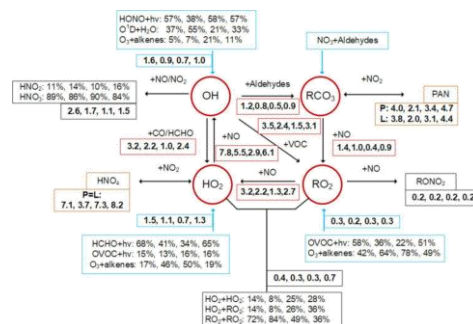 HONO+hv: 57%, 38%, 58%, 57%
O¹D+H₂O: 37%, 55%, 21%, 33%
O₃+alkenes: 5%, 7%, 21%, 11%
NO₃+Aldehydes
1.6, 0.9, 0.7, 1.0
HNO₂: 11%, 14%, 10%, 16%
HNO₃: 89%, 86%, 90%, 84%
2.6, 1.7, 1.1, 1.5
+NO/NO₂
OH
+Aldehydes
1.2,0.8,0.5,0.9
RCO₃
+NO₂
PAN
P: 4.0, 2.1, 3.4, 4.7
L: 3.8, 2.0, 3.1, 4.4
3.5,2.4,1.5,3.1
+CO/HCHO
3.2, 2.2, 1.0, 2.4
+NO
7.8,5.5,2.9,6.1
+VOC
+NO
1.4,1.0,0.4,0.9
HNO₄
+NO₂
HO₂
+NO
3.2,2.2,1.3,2.7
RO₂
+NO
RONO₂
0.2, 0.2, 0.2, 0.2
P=L:
7.1, 3.7, 7.3, 8.2
1.5, 1.1, 0.7, 1.3
0.3, 0.2, 0.3, 0.3
HCHO+hv: 68%, 41%, 34%, 65%
OVOC+hv: 15%, 13%, 16%, 16%
O₃+alkenes: 17%, 46%, 50%, 19%
OVOC+hv: 58%, 36%, 22%, 51%
O₃+alkenes: 42%, 64%, 78%, 49%
0.4, 0.3, 0.3, 0.7
HO₂+HO₂: 14%, 8%, 25%, 28%
HO₂+RO₂: 14%, 8%, 26%, 36%
RO₂+RO₂: 72%, 84%, 49%, 36%